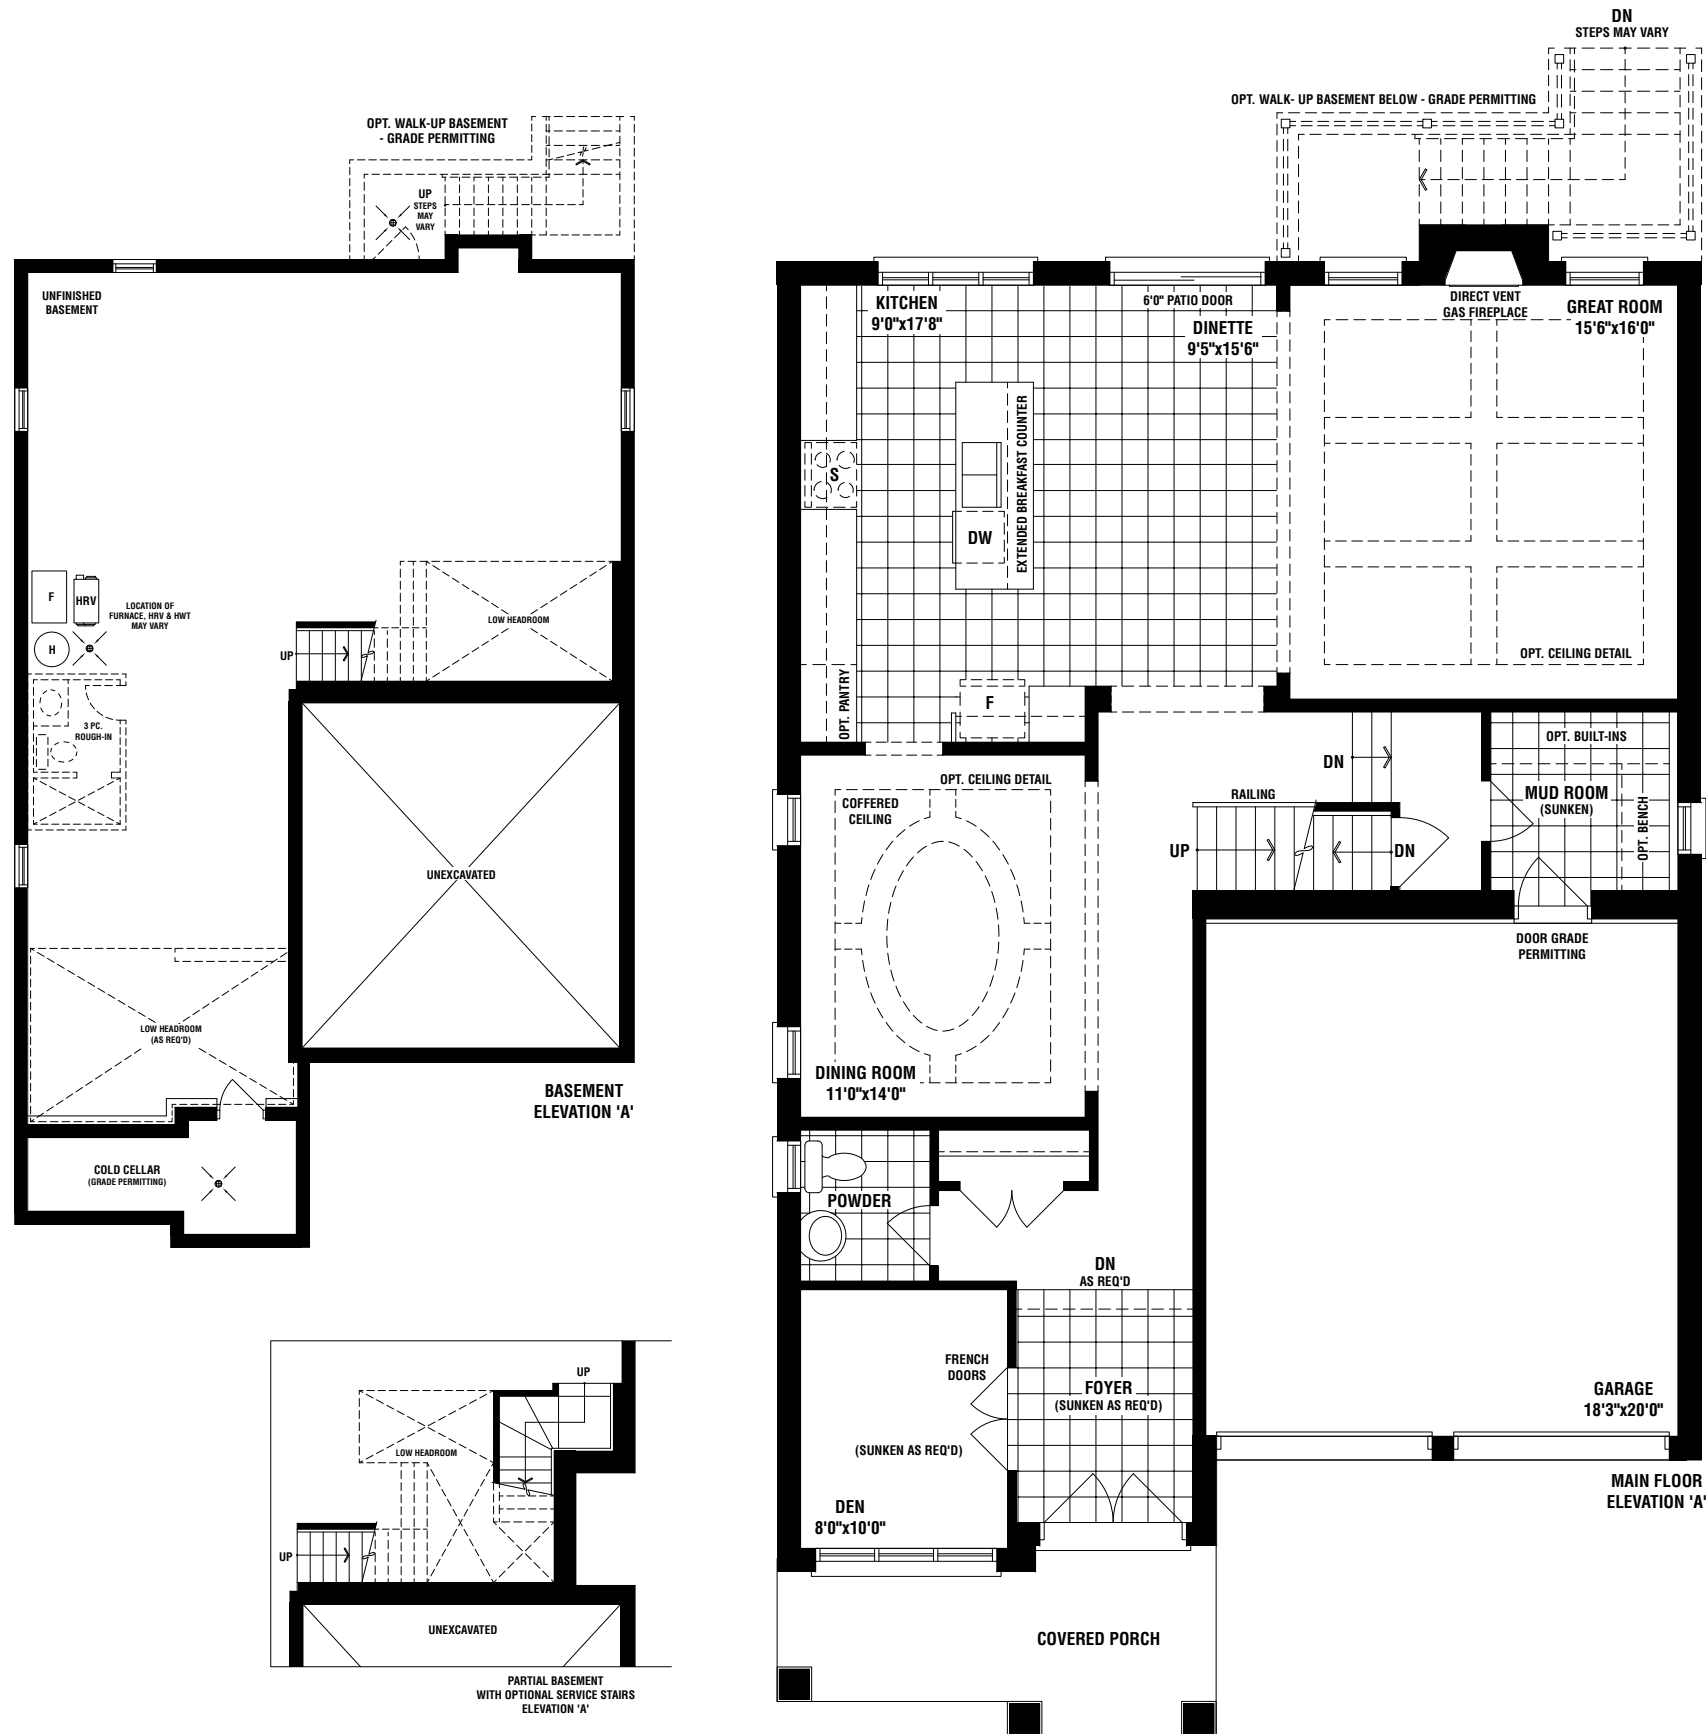 OPT. WALK-UP BASEMENT
- GRADE PERMITTING
UP
STEPS
MAY
VARY
UNFINISHED
BASEMENT
F
HRV
LOCATION OF
FURNACE, HRV & HWT
MAY VARY
H
LOW HEADROOM
UP
3 PC.
ROUGH-IN
UNEXCAVATED
LOW HEADROOM
(AS REQ'D)
BASEMENT
ELEVATION 'A'
COLD CELLAR
(GRADE PERMITTING)
UP
LOW HEADROOM
UP
UNEXCAVATED
PARTIAL BASEMENT
WITH OPTIONAL SERVICE STAIRS
ELEVATION 'A'
DN
STEPS MAY VARY
OPT. WALK- UP BASEMENT BELOW - GRADE PERMITTING
KITCHEN
9'0"x17'8"
6'0" PATIO DOOR
DINETTE
9'5"x15'6"
DIRECT VENT
GAS FIREPLACE
GREAT ROOM
15'6"x16'0"
S
DW
EXTENDED BREAKFAST COUNTER
OPT. CEILING DETAIL
OPT. PANTRY
F
OPT. CEILING DETAIL
COFFERED
CEILING
DN
RAILING
UP
DN
OPT. BUILT-INS
MUD ROOM
(SUNKEN)
OPT. BENCH
DOOR GRADE
PERMITTING
DINING ROOM
11'0"x14'0"
POWDER
DN
AS REQ'D
FRENCH
DOORS
FOYER
(SUNKEN AS REQ'D)
(SUNKEN AS REQ'D)
DEN
8'0"x10'0"
GARAGE
18'3"x20'0"
MAIN FLOOR
ELEVATION 'A'
COVERED PORCH